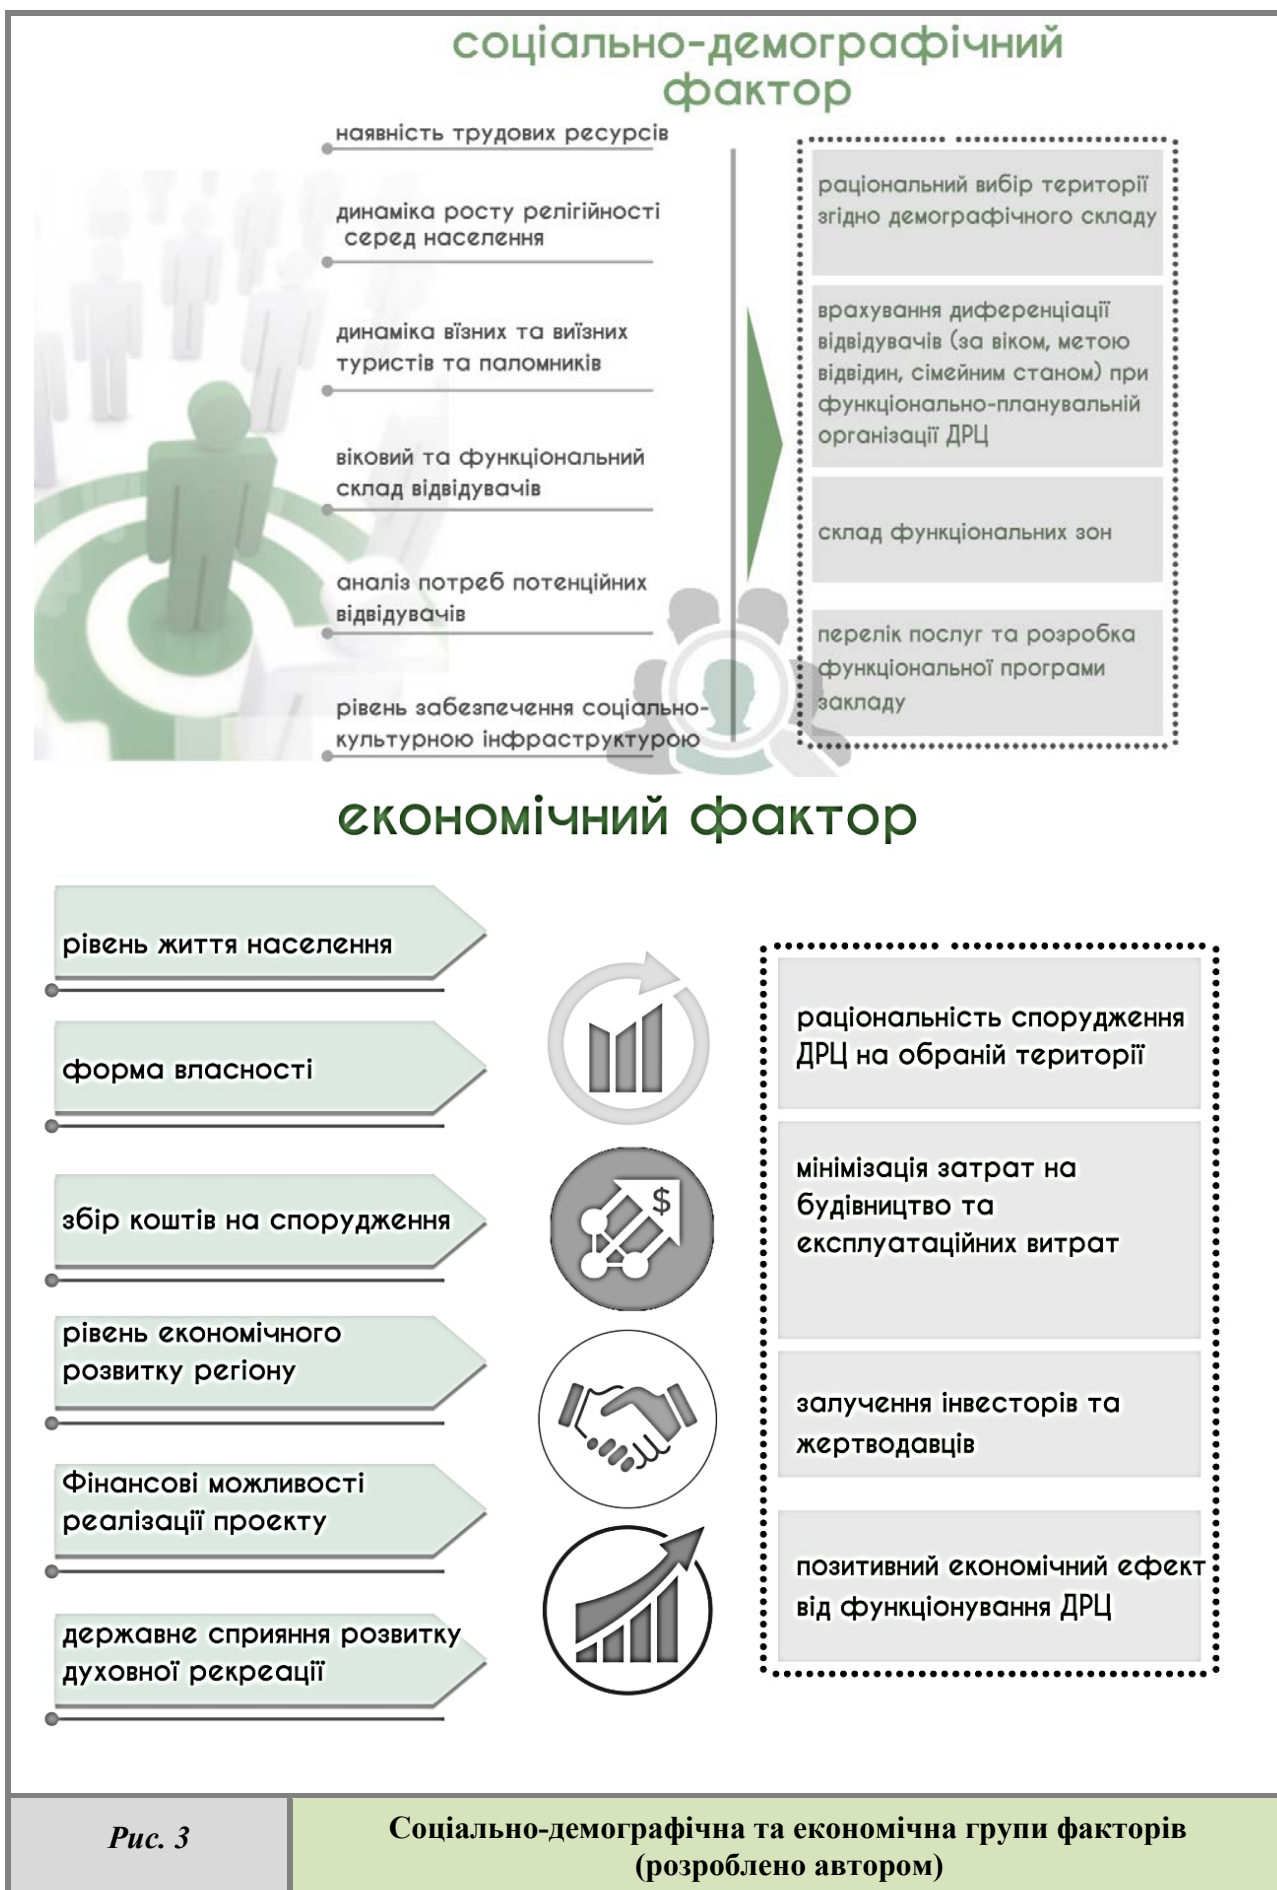 соціально-демографічний
фактор
наявність трудових ресурсів
динаміка росту релігійності
серед населення
динаміка вїзних та виїзних
туристів та паломників
віковий та функціональний
склад відвідувачів
аналіз потреб потенційних
відвідувачів
рівень забезпечення соціально-
культурною інфраструктурою
раціональний вибір території
згідно демографічного складу
врахування диференціації
відвідувачів (за віком, метою
відвідин, сімейним станом) при
функціонально-планувальній
організації ДРЦ
склад функціональних зон
перелік послуг та розробка
функціональної програми
закладу
економічний фактор
рівень життя населення
форма власності
збір коштів на спорудження
рівень економічного
розвитку регіону
Фінансові можливості
реалізації проекту
державне сприяння розвитку
духовної рекреації
$
раціональність спорудження
ДРЦ на обраній території
мінімізація затрат на
будівництво та
експлуатаційних витрат
залучення інвесторів та
жертводавців
позитивний економічний ефект
від функціонування ДРЦ
Рис. 3
Соціально-демографічна та економічна групи факторів
(розроблено автором)